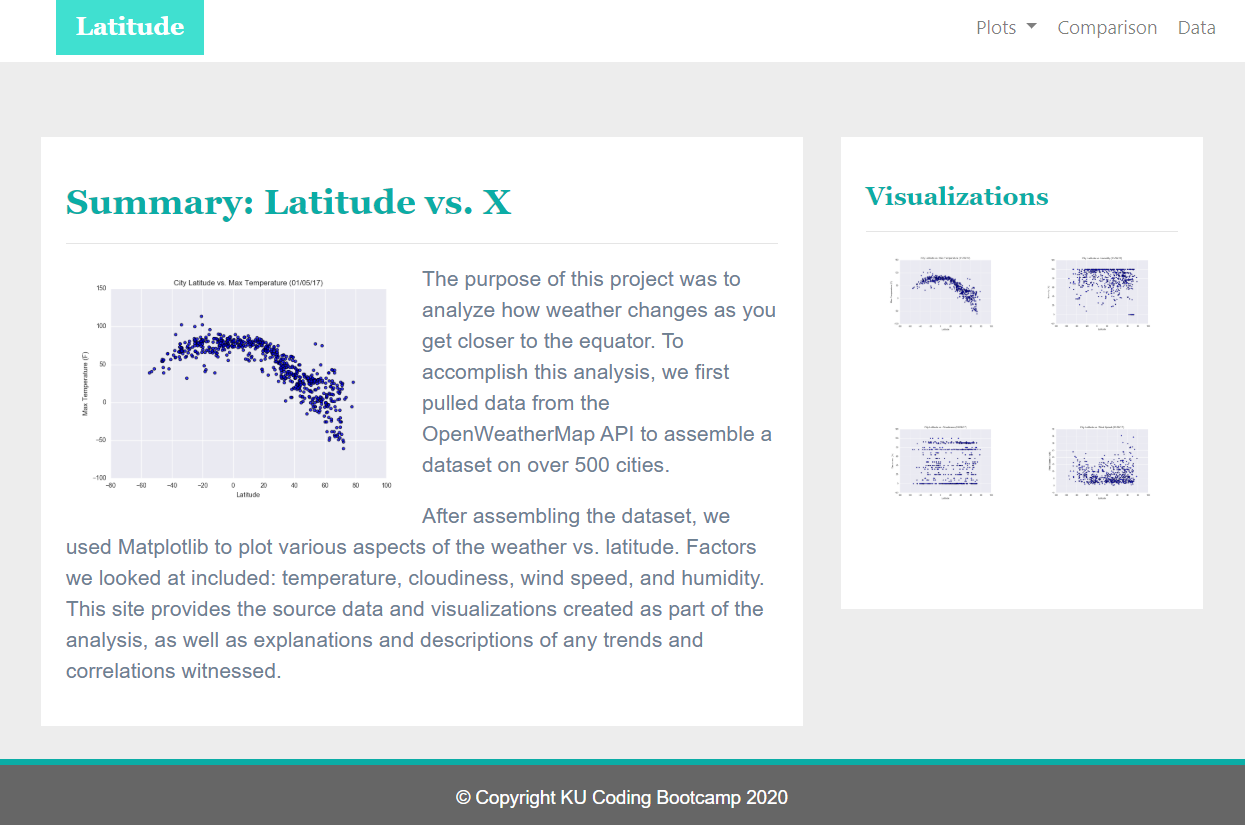 Latitude
Plots
Comparison
Data
Summary: Latitude vs. X
City Latitude vs. Max Temperature (01/05/17)
150
100
50
0
−50
−100
Max Temperature (F)
−80 −60 −40 −20 0 20 40 60 80 100
Latitude
The purpose of this project was to
analyze how weather changes as you
get closer to the equator. To
accomplish this analysis, we first
pulled data from the
OpenWeatherMap API to assemble a
dataset on over 500 cities.
After assembling the dataset, we
used Matplotlib to plot various aspects of the weather vs. latitude. Factors
we looked at included: temperature, cloudiness, wind speed, and humidity.
This site provides the source data and visualizations created as part of the
analysis, as well as explanations and descriptions of any trends and
correlations witnessed.
Visualizations
© Copyright KU Coding Bootcamp 2020